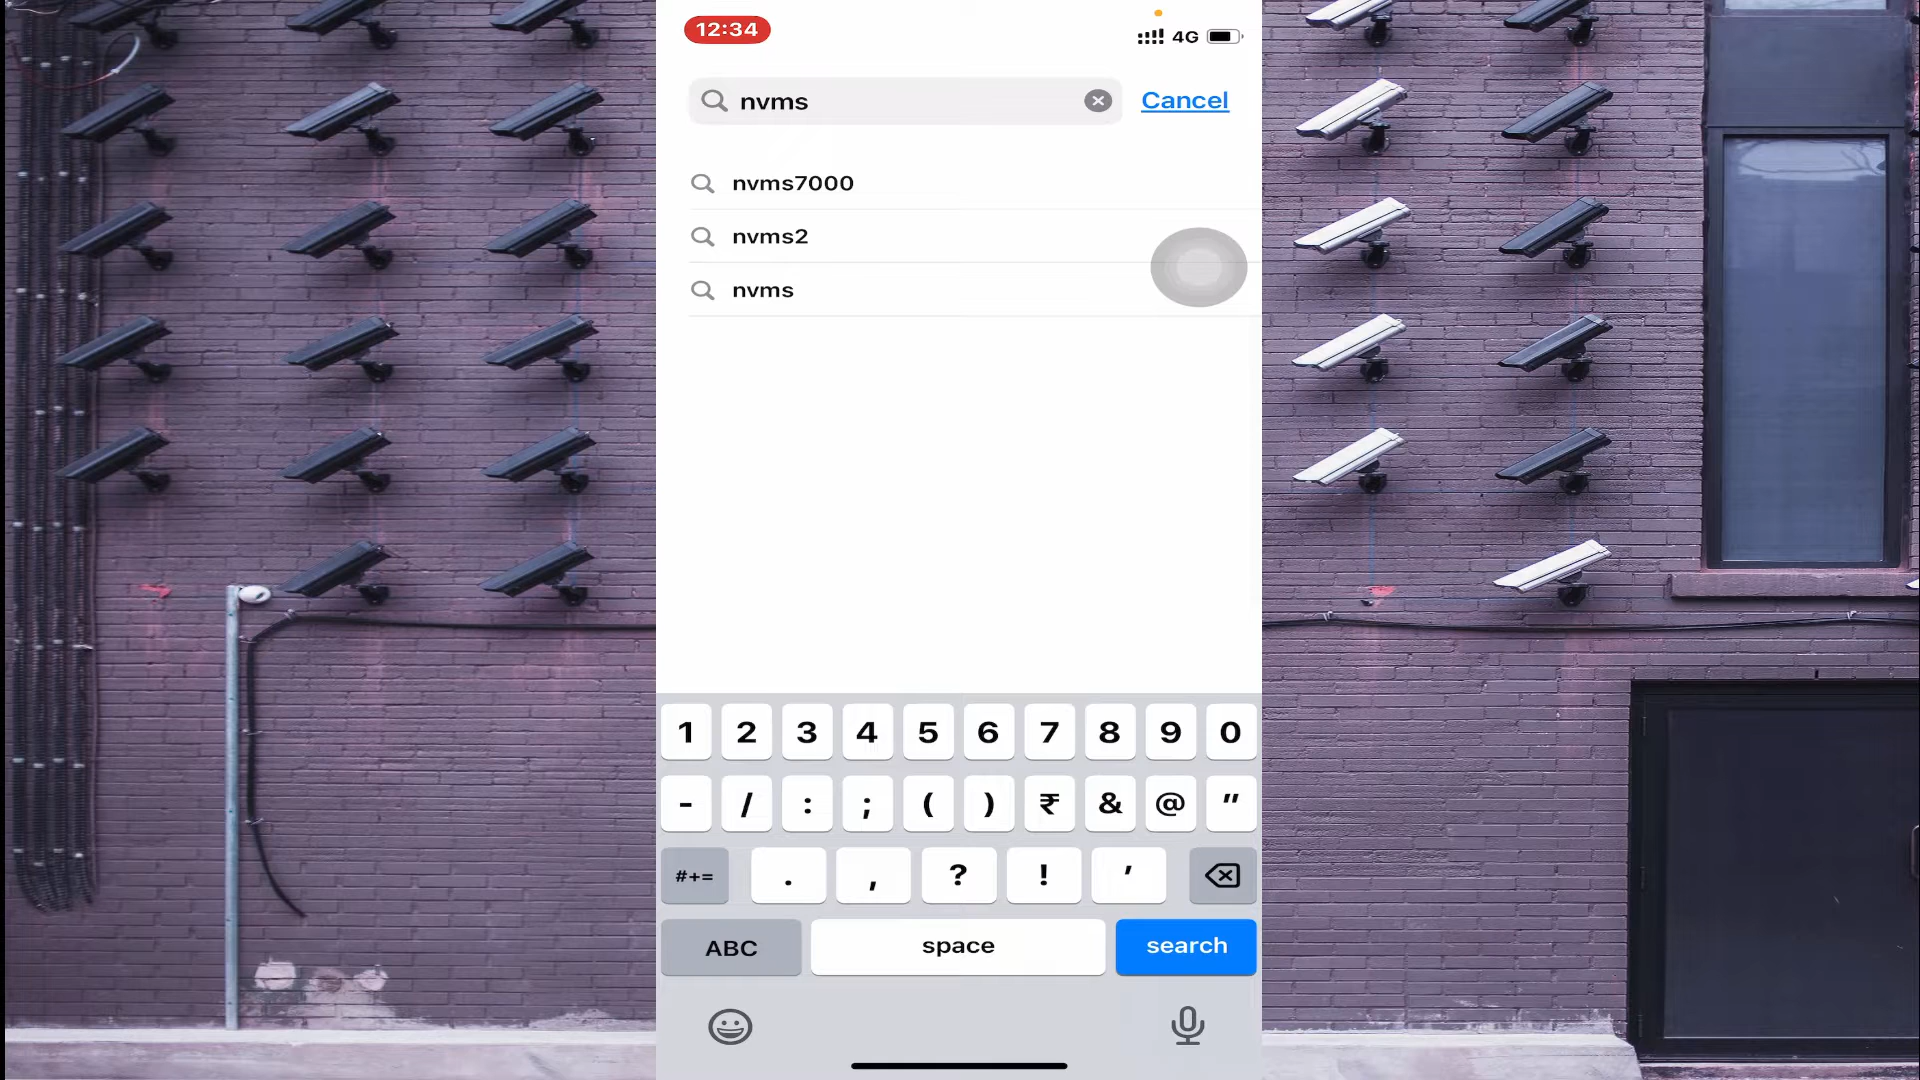 12:34
4G
nvms
Cancel
nvms7000
nvms2
nvms
1 2 3 4 5 6 7 8 9 0
- / : ; ( ) ₹ & @ "
#+= . , ? ! '
ABC space search